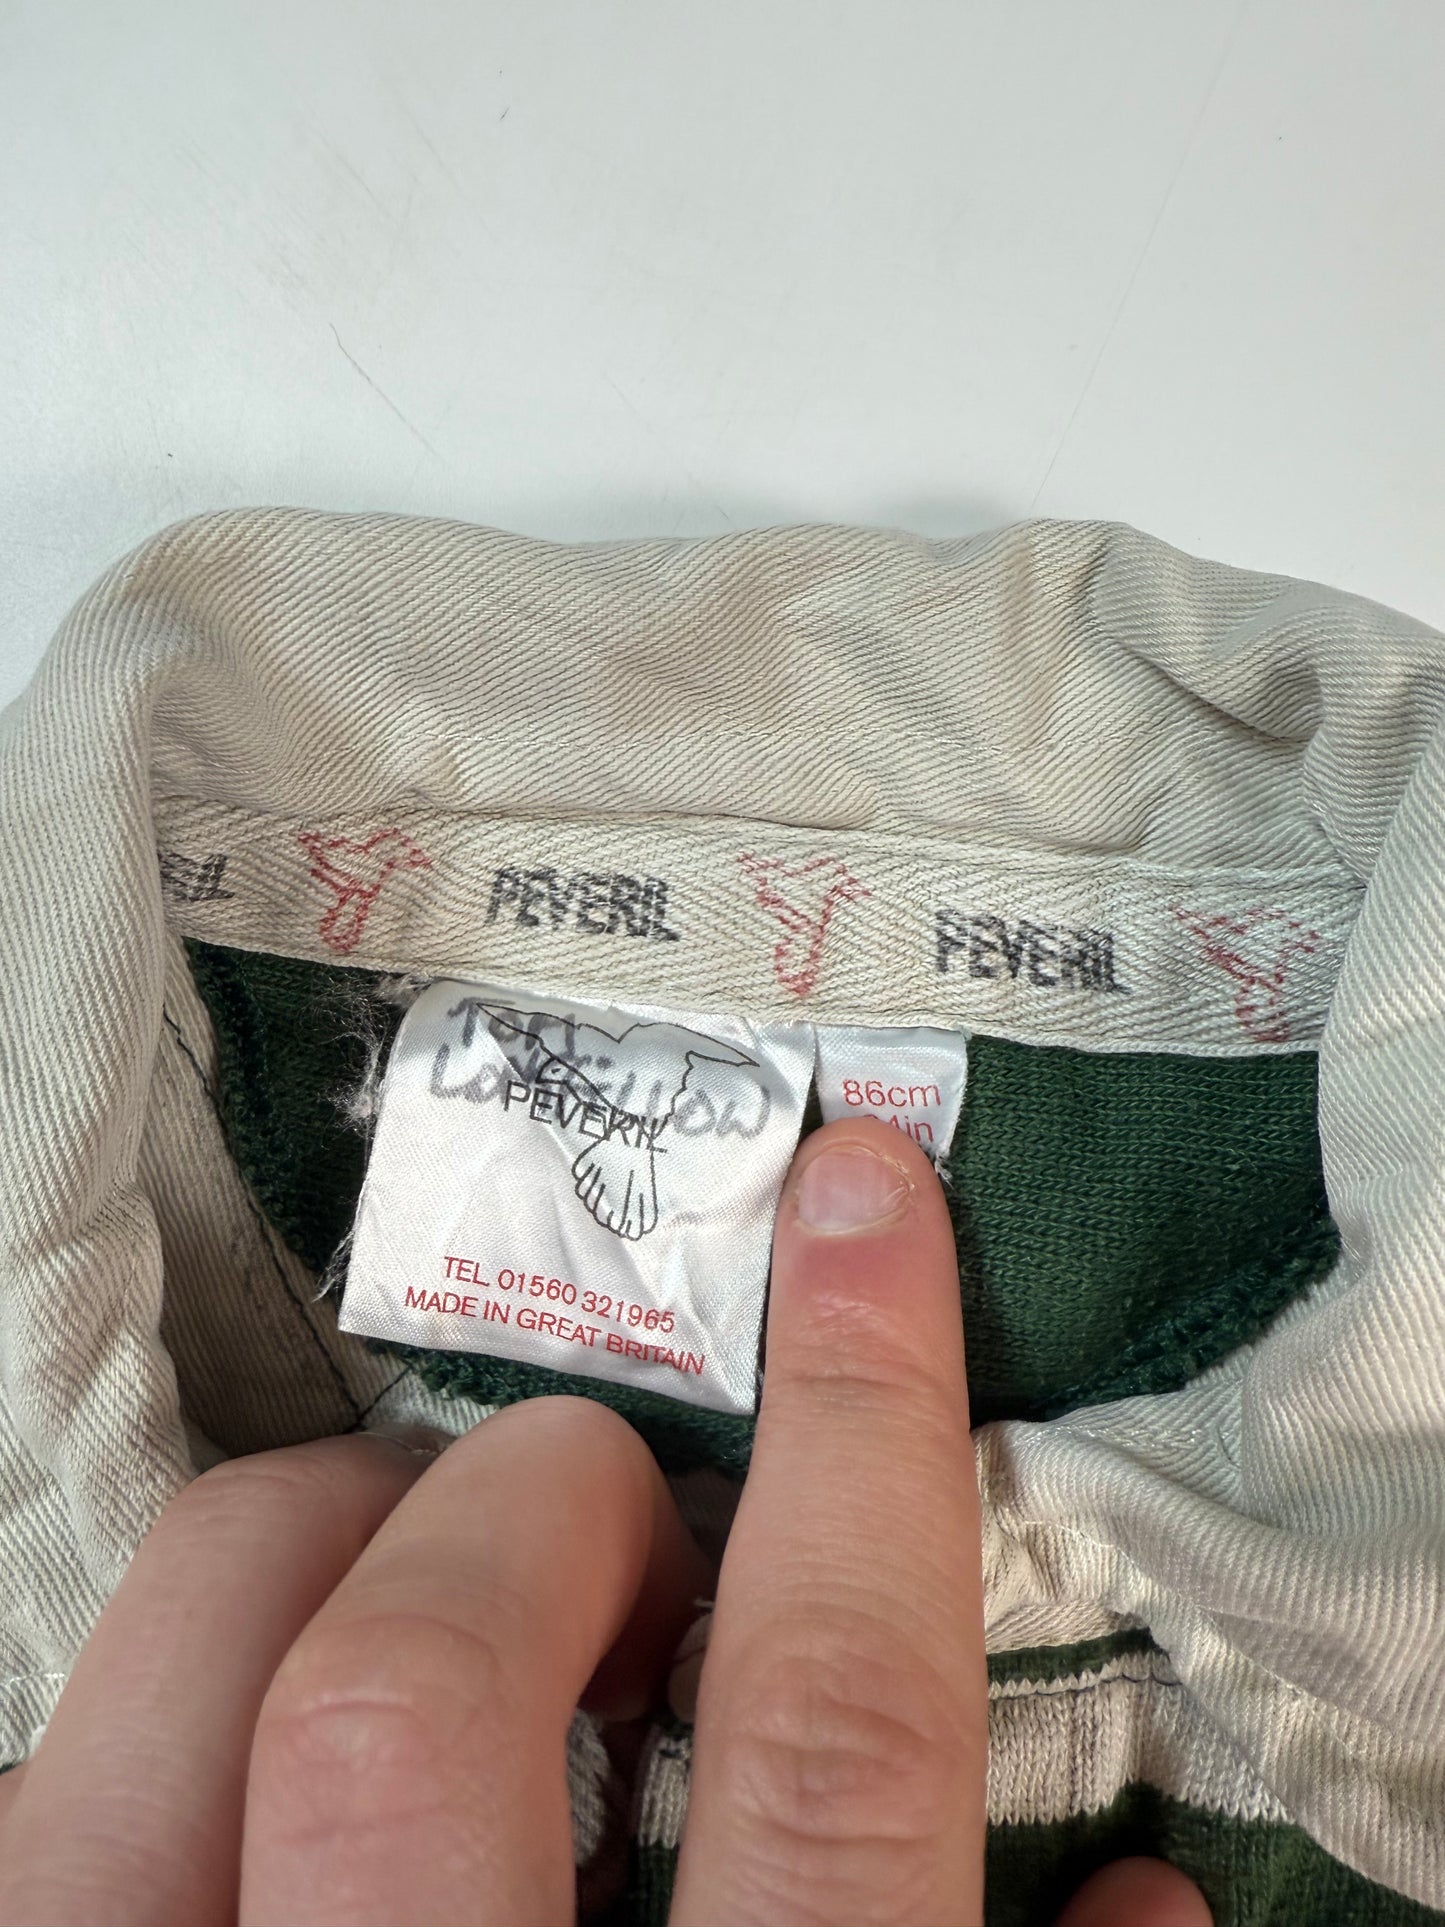 PEVERIL PEVERIL
PEVERIL
86cm
TEL 01560 321965
MADE IN GREAT BRITAIN